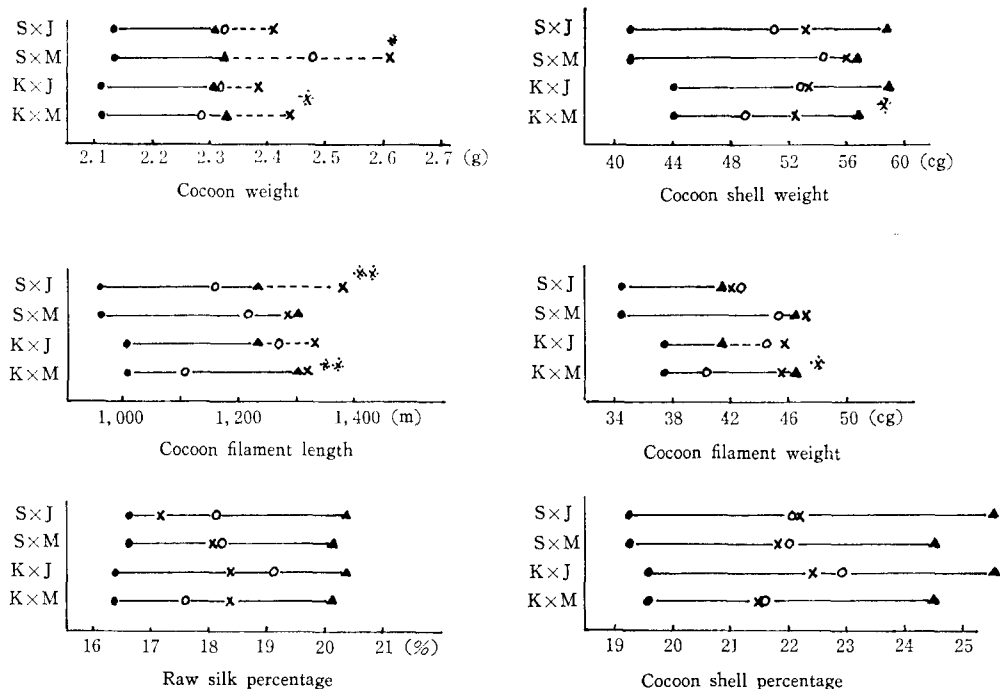 S×J
S×M
K×J
K×M
2.1 2.2 2.3 2.4 2.5 2.6 2.7 (g)
Cocoon weight
S×J
S×M
K×J
K×M
40 44 48 52 56 60 (cg)
Cocoon shell weight
S×J
S×M
K×J
K×M
1,000 1,200 1,400 (m)
Cocoon filament length
S×J
S×M
K×J
K×M
34 38 42 46 50 (cg)
Cocoon filament weight
S×J
S×M
K×J
K×M
16 17 18 19 20 21 (%)
Raw silk percentage
S×J
S×M
K×J
K×M
19 20 21 22 23 24 25
Cocoon shell percentage